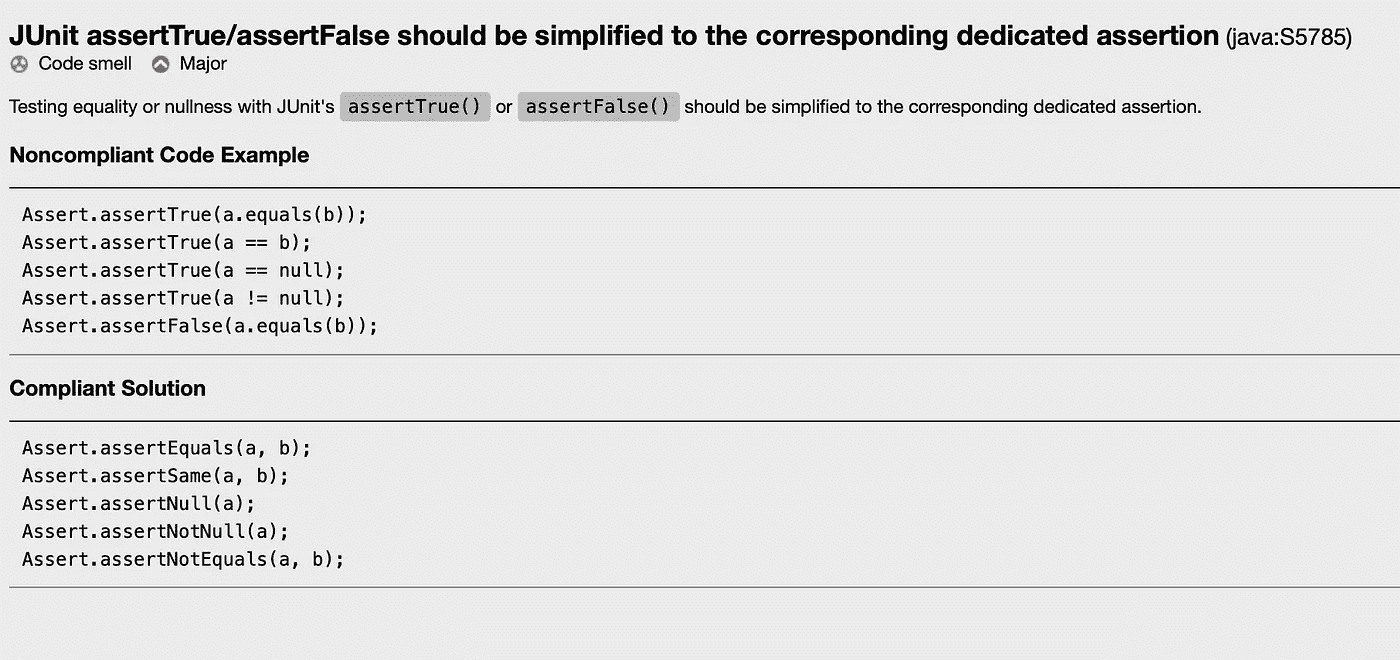 JUnit assertTrue/assertFalse should be simplified to the corresponding dedicated assertion (java:S5785)
Code smell Major
Testing equality or nullness with JUnit's assertTrue() or assertFalse() should be simplified to the corresponding dedicated assertion.
Noncompliant Code Example
Assert.assertTrue(a.equals(b));
Assert.assertTrue(a == b);
Assert.assertTrue(a == null);
Assert.assertTrue(a != null);
Assert.assertFalse(a.equals(b));
Compliant Solution
Assert.assertEquals(a, b);
Assert.assertSame(a, b);
Assert.assertNull(a);
Assert.assertNotNull(a);
Assert.assertNotEquals(a, b);